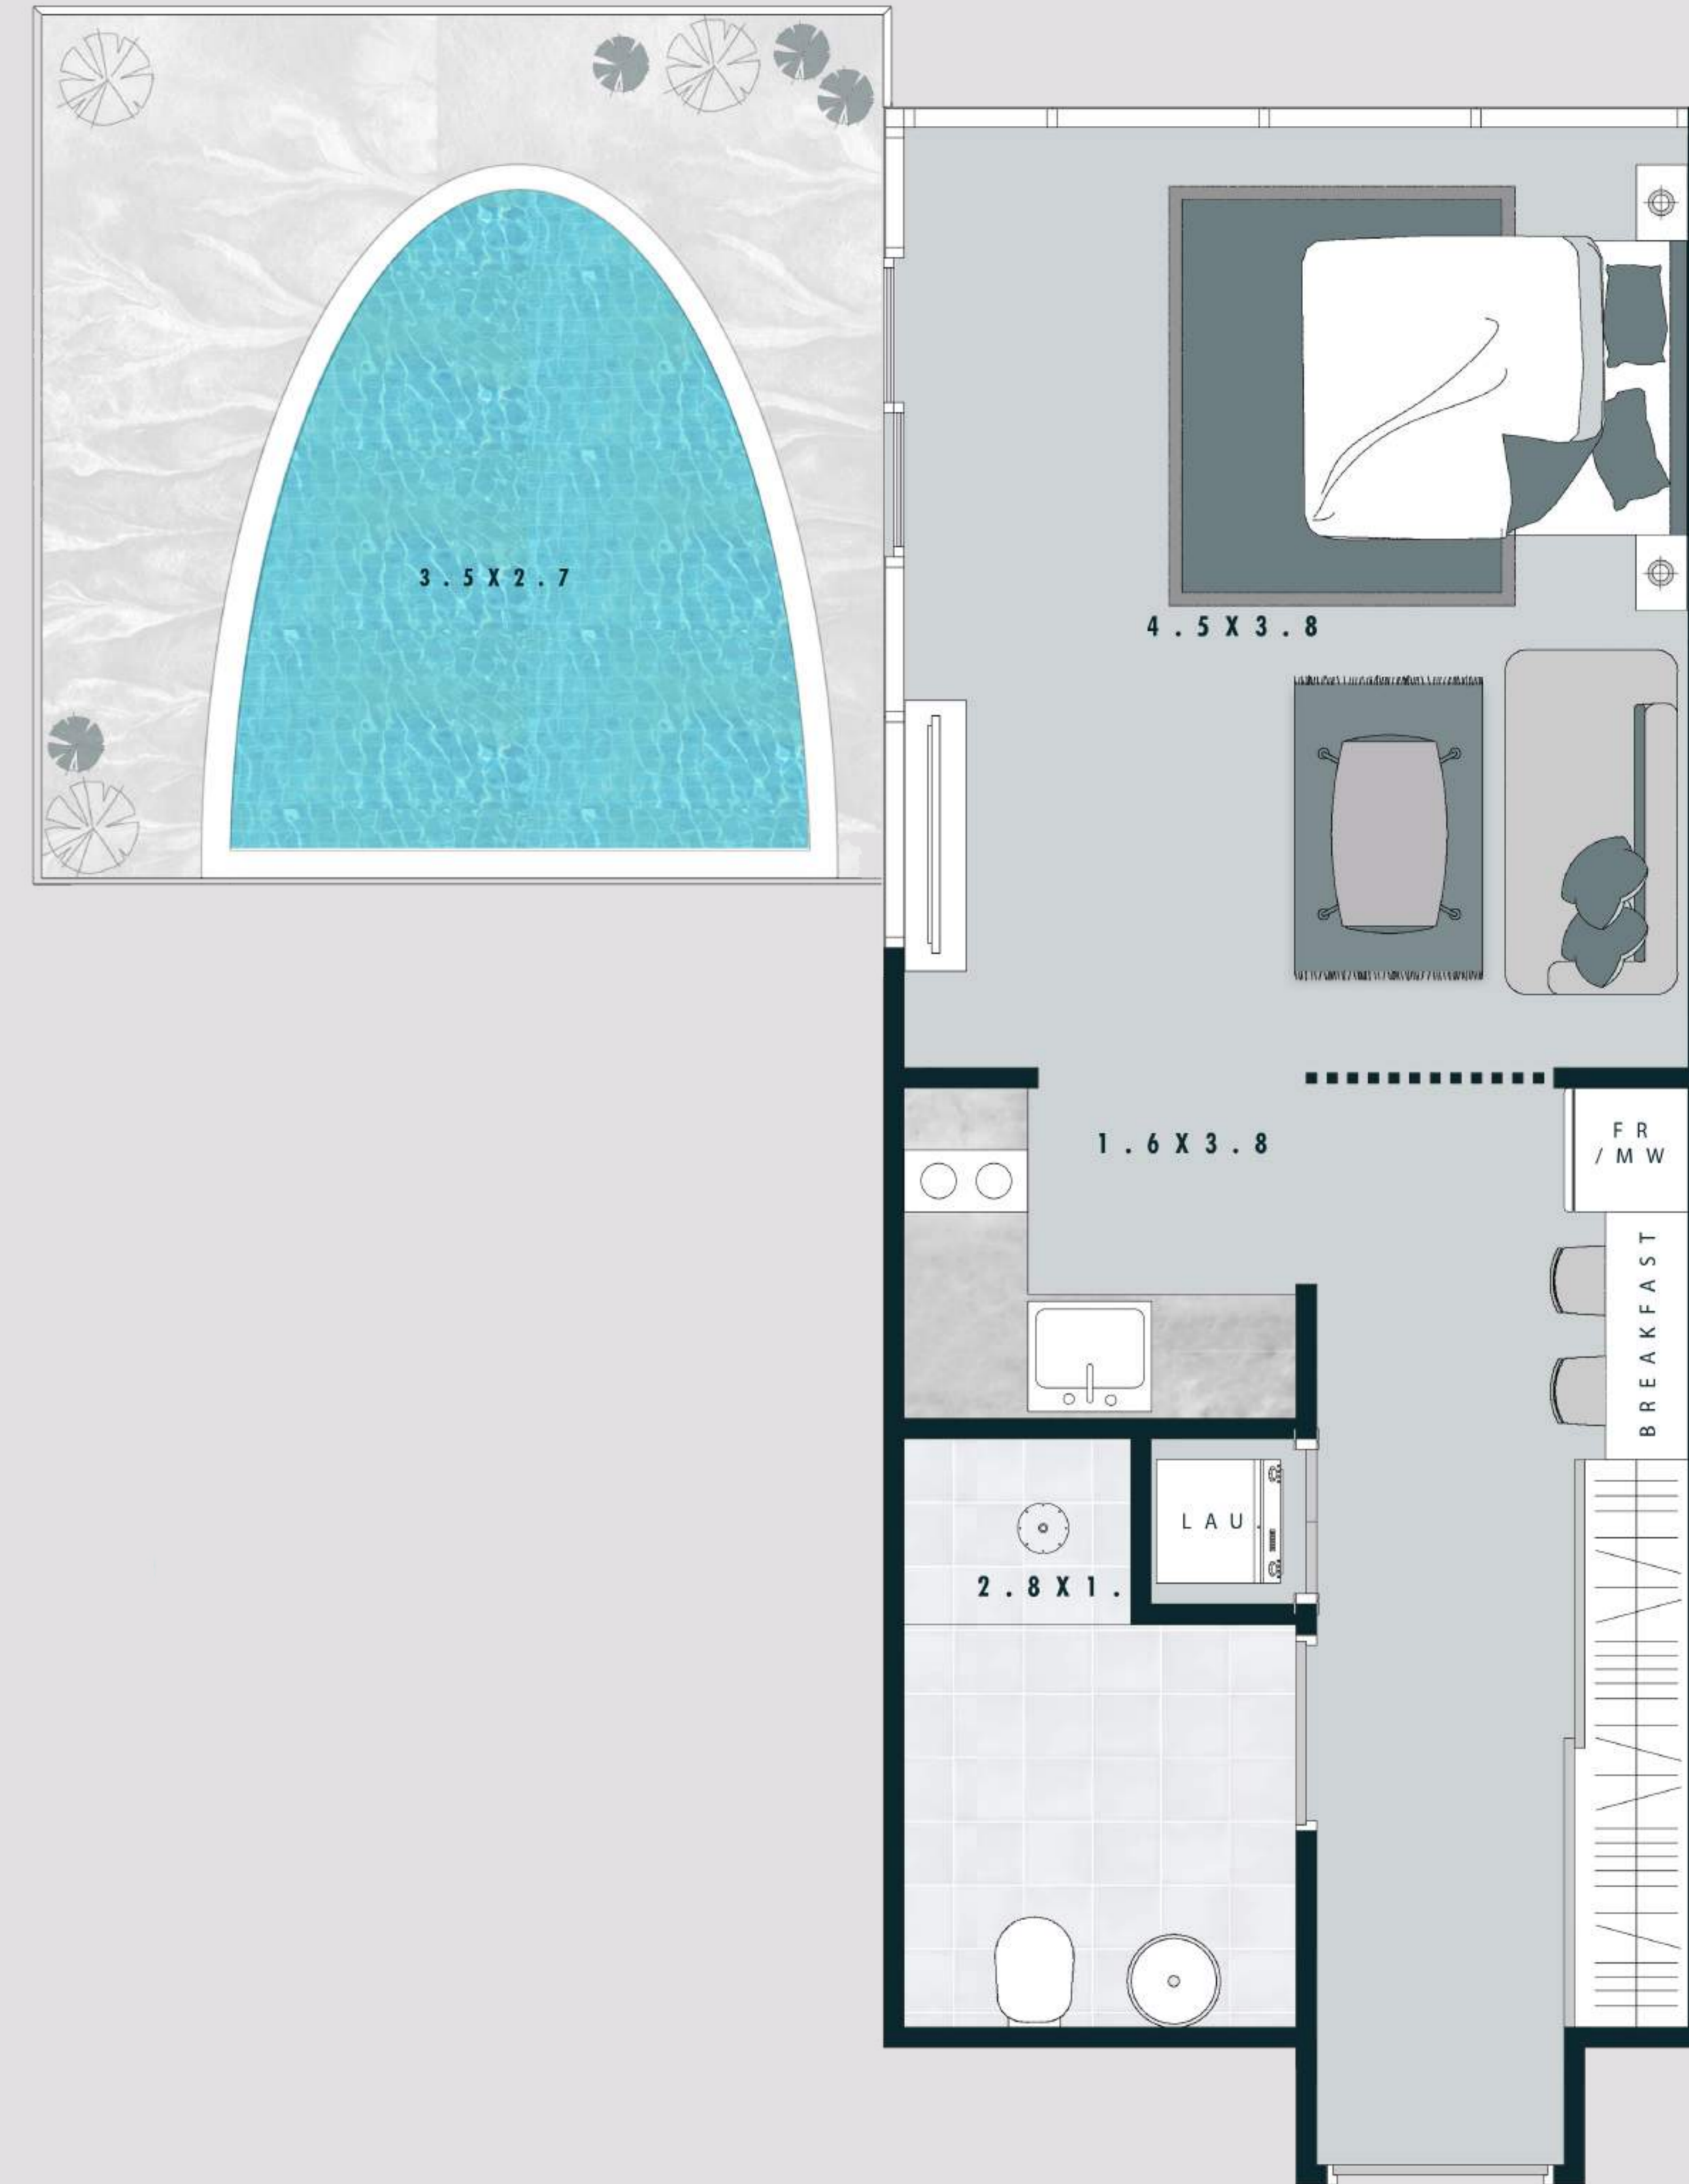 3.5X2.7
4.5X3.8
1.6X3.8
FR
/MW
BREAKFAST
LAU
2.8X1.